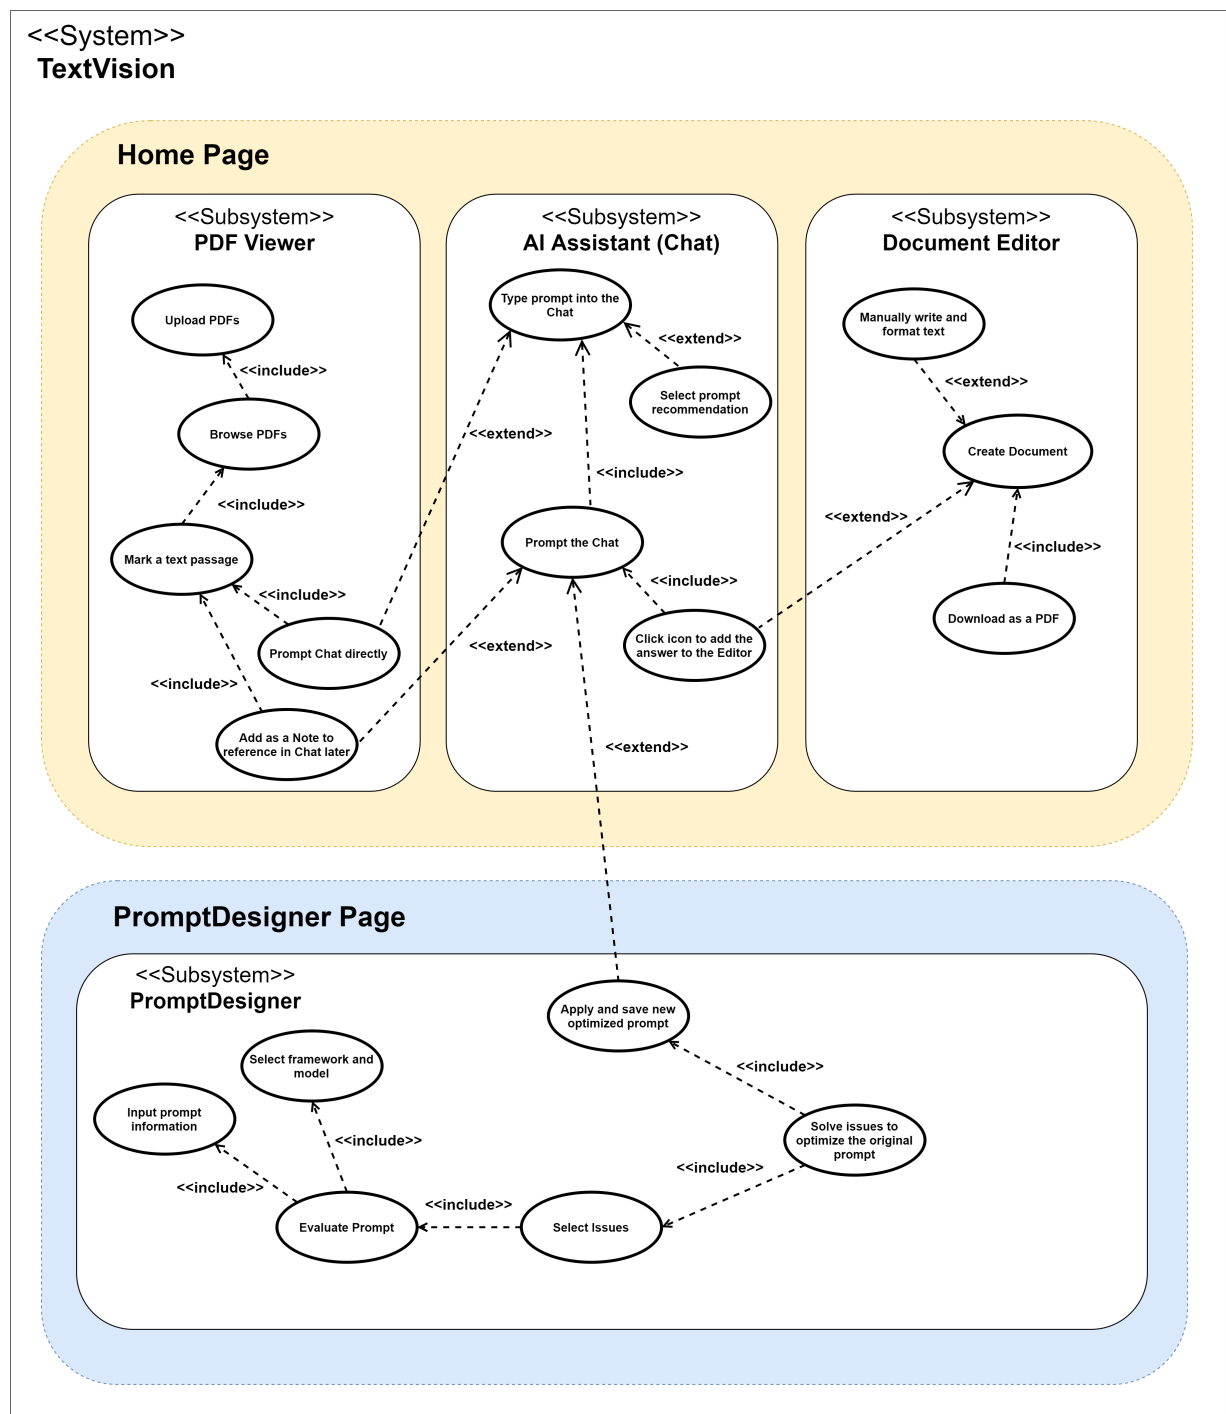 <<System>>
TextVision
Home Page
<<Subsystem>>
PDF Viewer
Upload PDFs
<<include>>
Browse PDFs
<<include>>
Mark a text passage
<<include>>
Prompt Chat directly
<<include>>
Add as a Note to
reference in Chat later
<<Subsystem>>
AI Assistant (Chat)
Type prompt into the
Chat
<<extend>>
Select prompt
recommendation
<<extend>>
<<include>>
Prompt the Chat
<<include>>
Click icon to add the
answer to the Editor
<<extend>>
<<extend>>
<<Subsystem>>
Document Editor
Manually write and
format text
<<extend>>
Create Document
<<extend>>
<<include>>
Download as a PDF
PromptDesigner Page
<<Subsystem>>
PromptDesigner
Apply and save new
optimized prompt
Select framework and
model
<<include>>
Input prompt
information
<<include>>
Solve issues to
optimize the original
prompt
<<include>>
<<include>>
<<include>>
Evaluate Prompt
Select Issues